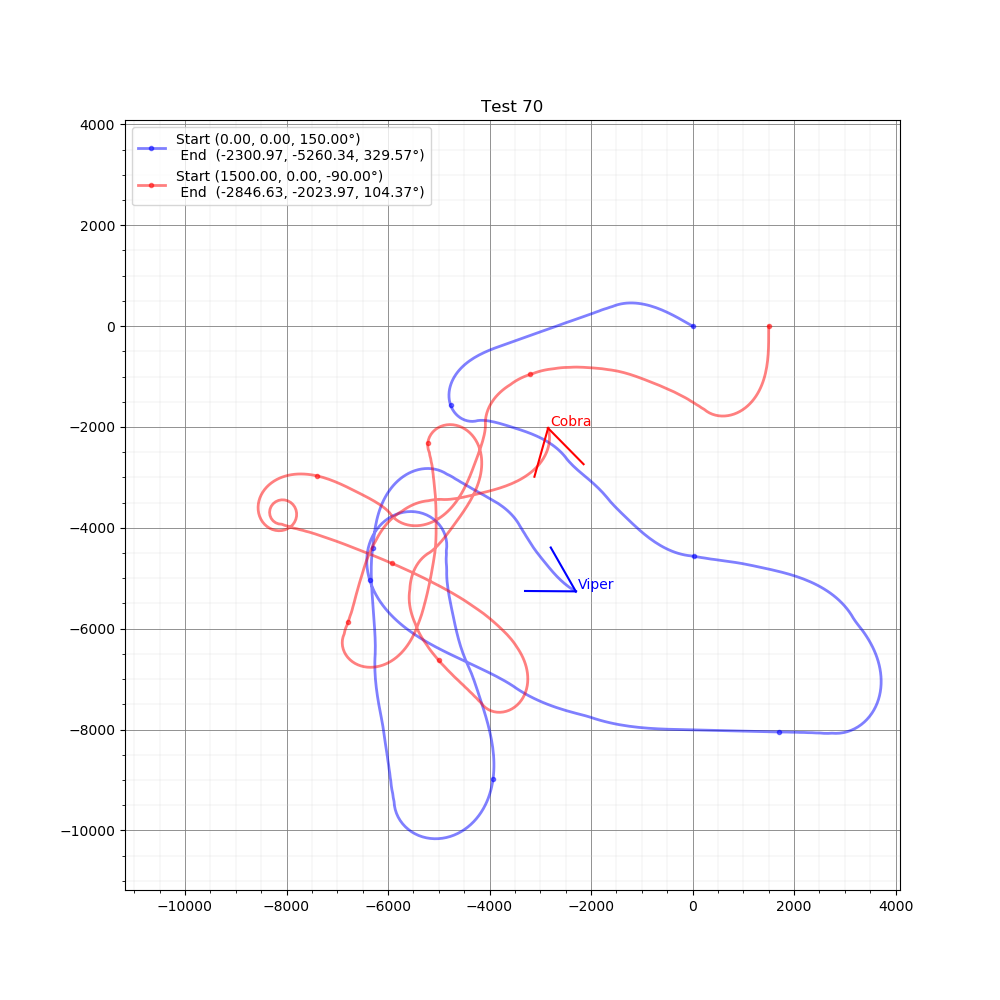 Test 70
Start (0.00, 0.00, 150.00°)
End (-2300.97, -5260.34, 329.57°)
Start (1500.00, 0.00, -90.00°)
End (-2846.63, -2023.97, 104.37°)
4000
2000
0
−2000
−4000
−6000
−8000
−10000
Cobra
Viper
−10000 −8000 −6000 −4000 −2000 0 2000 4000